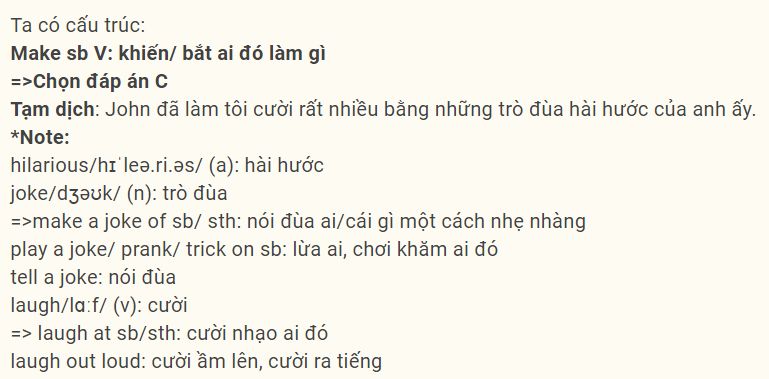 Ta có cấu trúc:
Make sb V: khiến/ bắt ai đó làm gì
=>Chọn đáp án C
Tạm dịch: John đã làm tôi cười rất nhiều bằng những trò đùa hài hước của anh ấy.
*Note:
hilarious/hɪˈleə.ri.əs/ (a): hài hước
joke/dʒəʊk/ (n): trò đùa
=>make a joke of sb/ sth: nói đùa ai/cái gì một cách nhẹ nhàng
play a joke/ prank/ trick on sb: lừa ai, chơi khăm ai đó
tell a joke: nói đùa
laugh/lɑːf/ (v): cười
=> laugh at sb/sth: cười nhạo ai đó
laugh out loud: cười ầm lên, cười ra tiếng